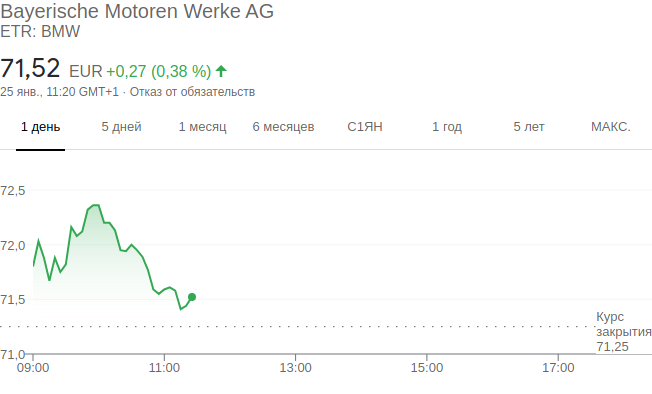 Bayerische Motoren Werke AG
ETR: BMW
71,52 EUR +0,27 (0,38 %)
25 янв., 11:20 GMT+1 · Отказ от обязательств
1 день 5 дней 1 месяц 6 месяцев С1ЯН 1 год 5 лет МАКС.
72,5
72,0
71,5
Курс
закрытия
71,25
71,0
09:00 11:00 13:00 15:00 17:00